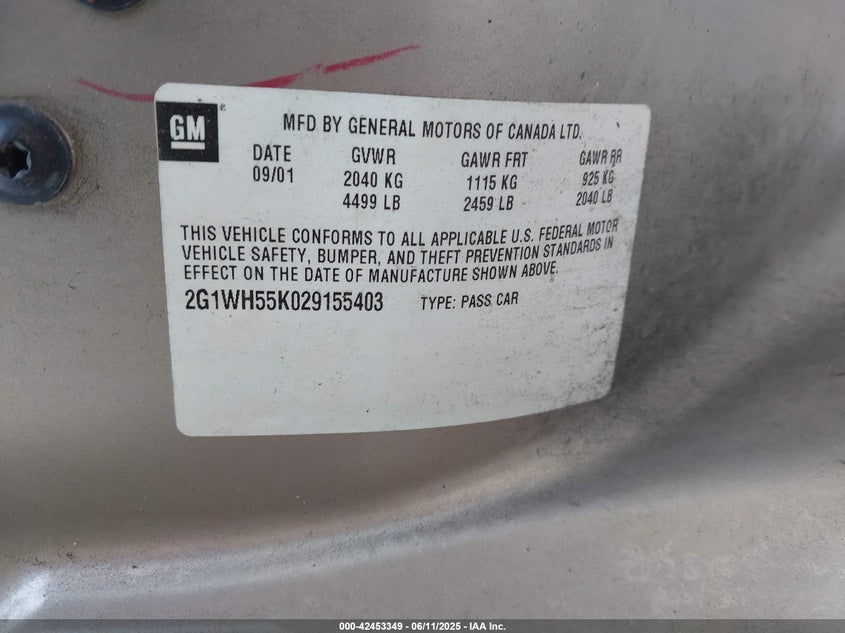 GM
MFD BY GENERAL MOTORS OF CANADA LTD.
DATE GVWR GAWR FRT GAWR RR
09/01 2040 KG 1115 KG 925 KG
4499 LB 2459 LB 2040 LB
THIS VEHICLE CONFORMS TO ALL APPLICABLE U.S. FEDERAL MOTOR
VEHICLE SAFETY, BUMPER, AND THEFT PREVENTION STANDARDS IN
EFFECT ON THE DATE OF MANUFACTURE SHOWN ABOVE.
2G1WH55K029155403 TYPE: PASS CAR
000-42453349 - 06/11/2025 - IAA Inc.